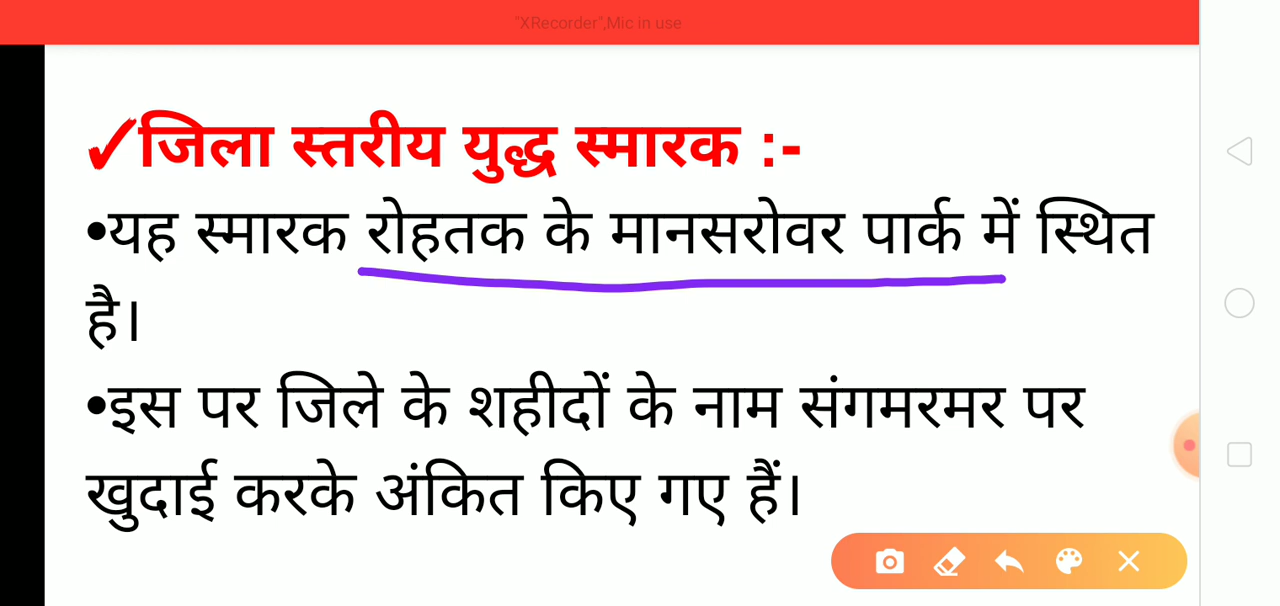 "XRecorder",Mic in use
✓जिला स्तरीय युद्ध स्मारक :-
•यह स्मारक रोहतक के मानसरोवर पार्क में स्थित
है।
•इस पर जिले के शहीदों के नाम संगमरमर पर
खुदाई करके अंकित किए गए हैं।